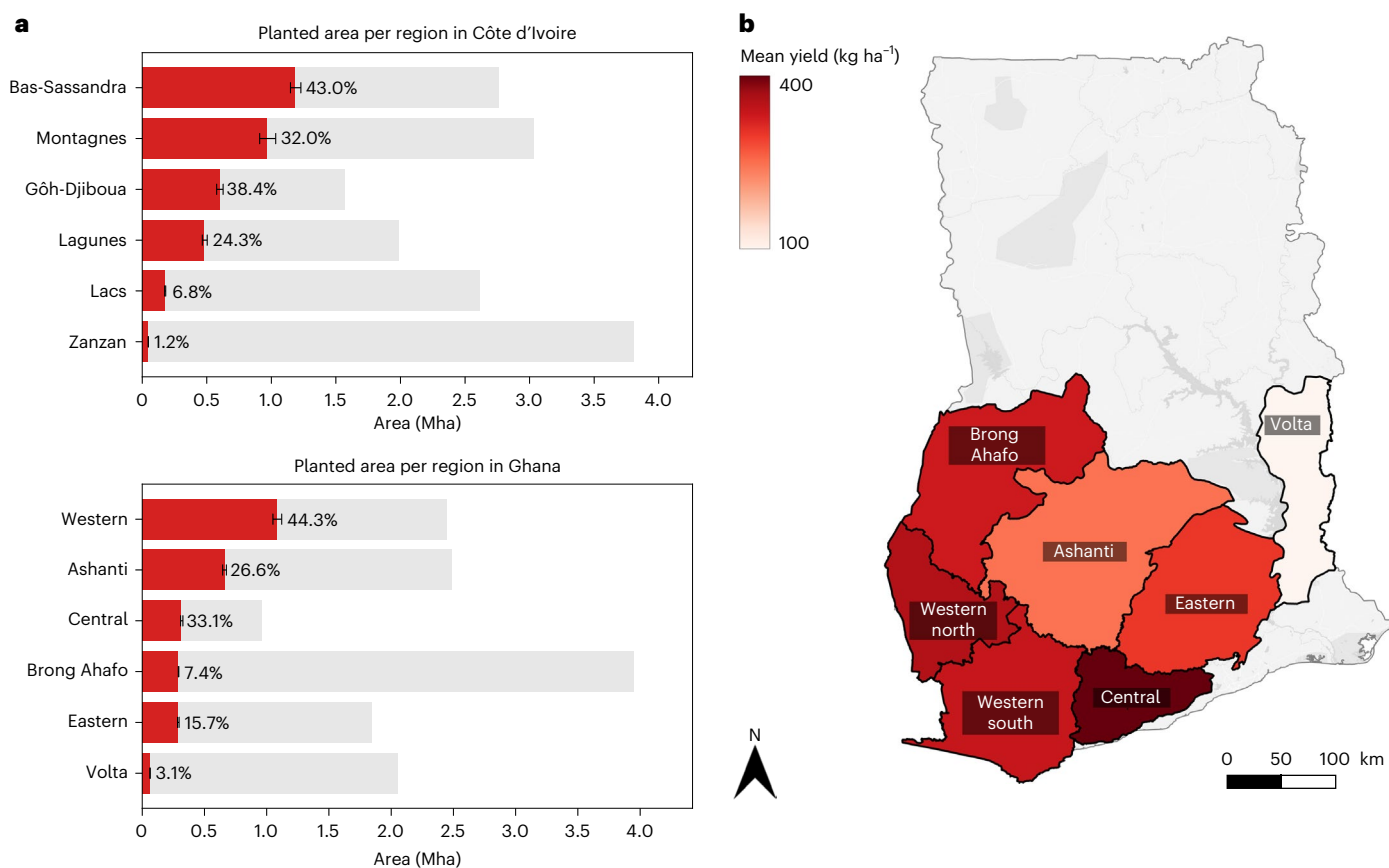 a
Planted area per region in Côte d'Ivoire
Bas-Sassandra
43.0%
Montagnes
32.0%
Gôh-Djiboua
38.4%
Lagunes
24.3%
Lacs
6.8%
Zanzan
1.2%
0 0.5 1.0 1.5 2.0 2.5 3.0 3.5 4.0
Area (Mha)
Planted area per region in Ghana
Western
44.3%
Ashanti
26.6%
Central
33.1%
Brong Ahafo
7.4%
Eastern
15.7%
Volta
3.1%
0 0.5 1.0 1.5 2.0 2.5 3.0 3.5 4.0
Area (Mha)
b
Mean yield (kg ha⁻¹)
400
100
Volta
Brong
Ahafo
Ashanti
Eastern
Western
north
Central
Western
south
N
0 50 100 km